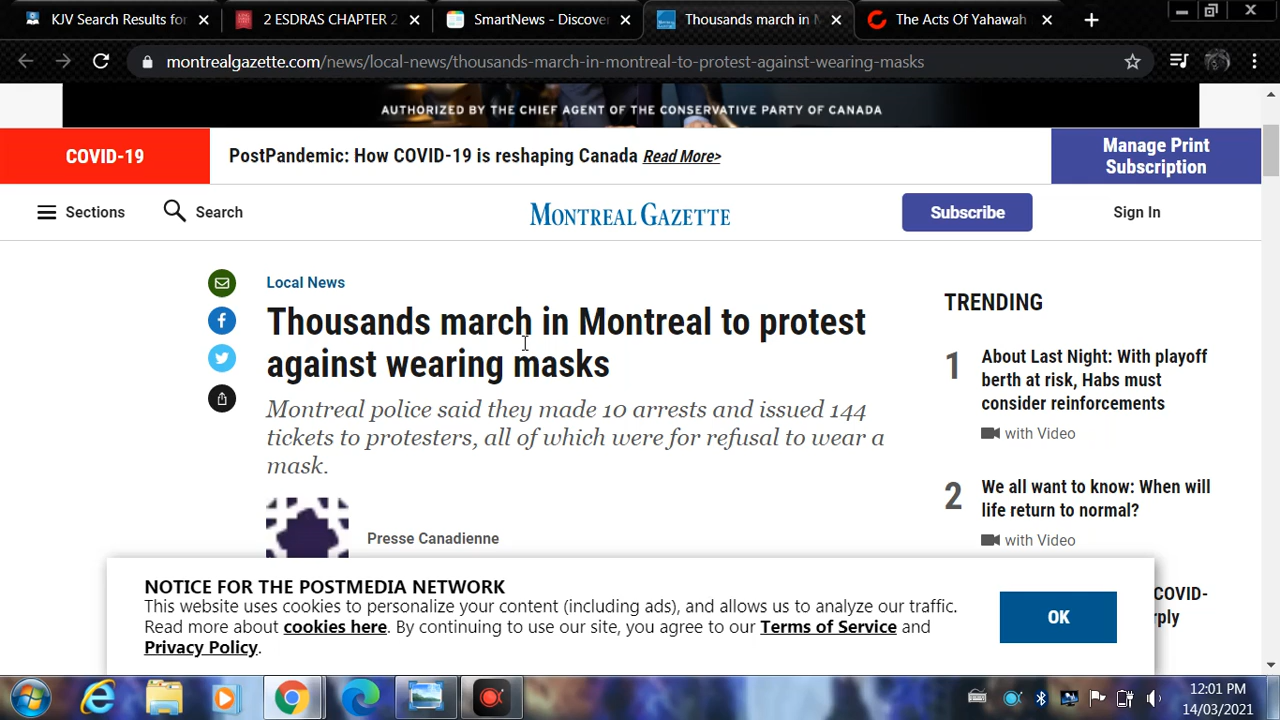 KJV Search Results for
2 ESDRAS CHAPTER 2
SmartNews - Discover
Thousands march in M
The Acts Of Yahawah
montrealgazette.com/news/local-news/thousands-march-in-montreal-to-protest-against-wearing-masks
AUTHORIZED BY THE CHIEF AGENT OF THE CONSERVATIVE PARTY OF CANADA
COVID-19
PostPandemic: How COVID-19 is reshaping Canada Read More>
Manage Print
Subscription
Sections
Search
MONTREAL GAZETTE
Subscribe
Sign In
Local News
Thousands march in Montreal to protest
against wearing masks
Montreal police said they made 10 arrests and issued 144
tickets to protesters, all of which were for refusal to wear a
mask.
Presse Canadienne
TRENDING
1
About Last Night: With playoff
berth at risk, Habs must
consider reinforcements
with Video
2
We all want to know: When will
life return to normal?
with Video
COVID-
rply
NOTICE FOR THE POSTMEDIA NETWORK
This website uses cookies to personalize your content (including ads), and allows us to analyze our traffic.
Read more about cookies here. By continuing to use our site, you agree to our Terms of Service and
Privacy Policy.
OK
12:01 PM
14/03/2021